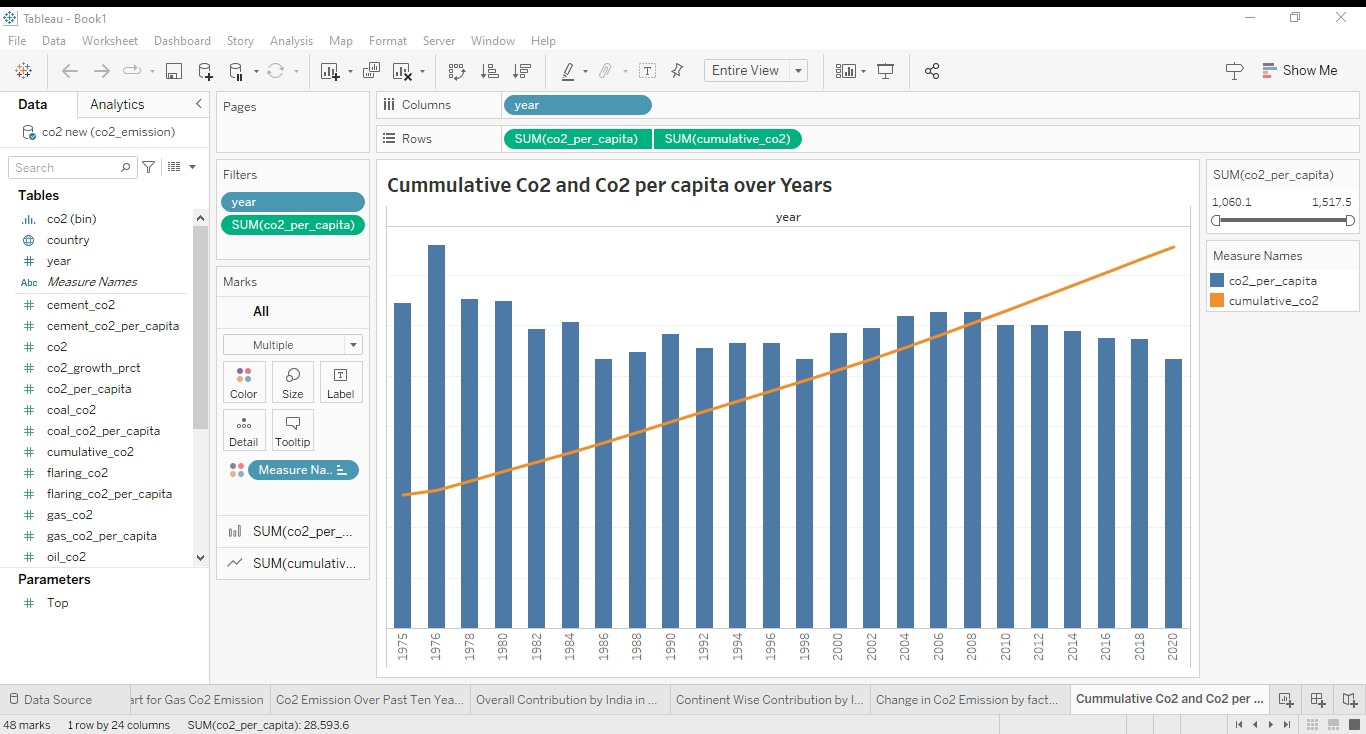 Tableau - Book1
File Data Worksheet Dashboard Story Analysis Map Format Server Window Help
Entire View
Show Me
Data Analytics
co2 new (co2_emission)
Search
Tables
co2 (bin)
country
year
Abc Measure Names
cement_co2
cement_co2_per_capita
co2
co2_growth_prct
co2_per_capita
coal_co2
coal_co2_per_capita
cumulative_co2
flaring_co2
flaring_co2_per_capita
gas_co2
gas_co2_per_capita
oil_co2
Parameters
Top
Pages
Filters
year
SUM(co2_per_capita)
Marks
All
Multiple
Color Size Label
Detail Tooltip
Measure Na..
SUM(co2_per_...
SUM(cumulativ...
Columns year
Rows SUM(co2_per_capita) SUM(cumulative_co2)
Cummulative Co2 and Co2 per capita over Years
year
1975 1976 1978 1980 1982 1984 1986 1988 1990 1992 1994 1996 1998 2000 2002 2004 2006 2008 2010 2012 2014 2016 2018 2020
SUM(co2_per_capita)
1,060.1 1,517.5
Measure Names
co2_per_capita
cumulative_co2
Data Source art for Gas Co2 Emission Co2 Emission Over Past Ten Yea... Overall Contribution by India in ... Continent Wise Contribution by I... Change in Co2 Emission by fact... Cummulative Co2 and Co2 per ...
48 marks 1 row by 24 columns SUM(co2_per_capita): 28,593.6